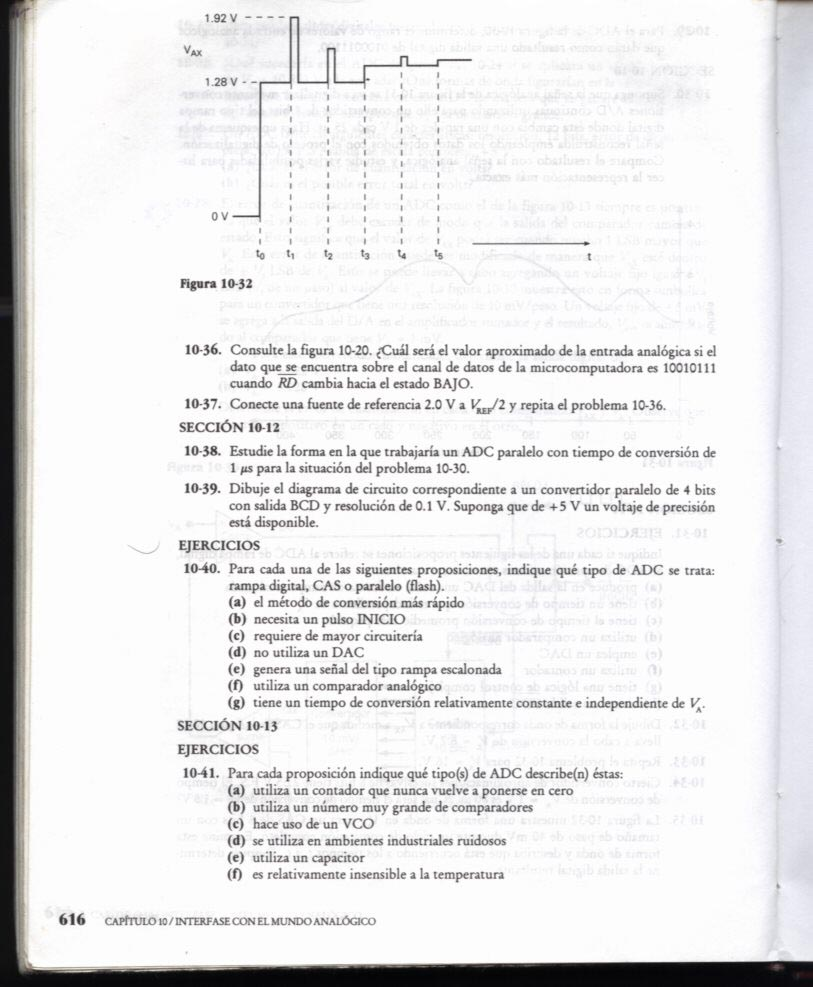 1.92 V
V_AX
1.28 V
0 V
t₀ t₁ t₂ t₃ t₄ t₅ t
Figura 10-32
10-36. Consulte la figura 10-20. ¿Cuál será el valor aproximado de la entrada analógica si el
dato que se encuentra sobre el canal de datos de la microcomputadora es 10010111
cuando R̅D̅ cambia hacia el estado BAJO.
10-37. Conecte una fuente de referencia 2.0 V a V_REF/2 y repita el problema 10-36.
SECCIÓN 10-12
10-38. Estudie la forma en la que trabajaría un ADC paralelo con tiempo de conversión de
1 μs para la situación del problema 10-30.
10-39. Dibuje el diagrama de circuito correspondiente a un convertidor paralelo de 4 bits
con salida BCD y resolución de 0.1 V. Suponga que de +5 V un voltaje de precisión
está disponible.
EJERCICIOS
10-40. Para cada una de las siguientes proposiciones, indique qué tipo de ADC se trata:
rampa digital, CAS o paralelo (flash).
(a) el método de conversión más rápido
(b) necesita un pulso INICIO
(c) requiere de mayor circuitería
(d) no utiliza un DAC
(e) genera una señal del tipo rampa escalonada
(f) utiliza un comparador analógico
(g) tiene un tiempo de conversión relativamente constante e independiente de V_A.
SECCIÓN 10-13
EJERCICIOS
10-41. Para cada proposición indique qué tipo(s) de ADC describe(n) éstas:
(a) utiliza un contador que nunca vuelve a ponerse en cero
(b) utiliza un número muy grande de comparadores
(c) hace uso de un VCO
(d) se utiliza en ambientes industriales ruidosos
(e) utiliza un capacitor
(f) es relativamente insensible a la temperatura
616 CAPÍTULO 10 / INTERFASE CON EL MUNDO ANALÓGICO